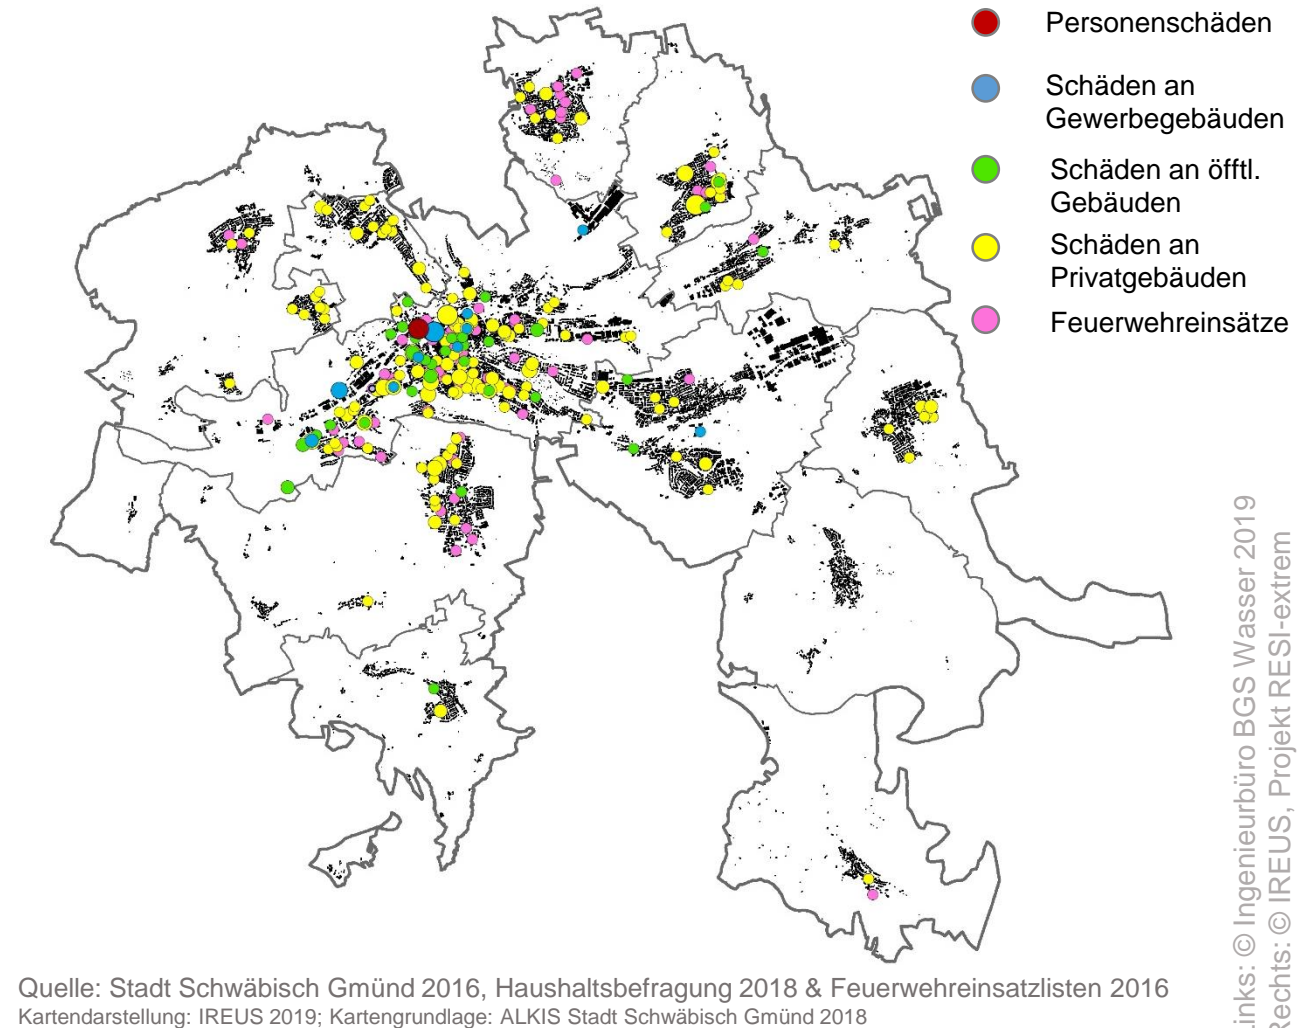 Personenschäden
Schäden an
Gewerbegebäuden
Schäden an öfftl.
Gebäuden
Schäden an
Privatgebäuden
Feuerwehreinsätze
Quelle: Stadt Schwäbisch Gmünd 2016, Haushaltsbefragung 2018 & Feuerwehreinsatzlisten 2016
Kartendarstellung: IREUS 2019; Kartengrundlage: ALKIS Stadt Schwäbisch Gmünd 2018
inks: © Ingenieurbüro BGS Wasser 2019
Rechts: © IREUS, Projekt RESI-extrem